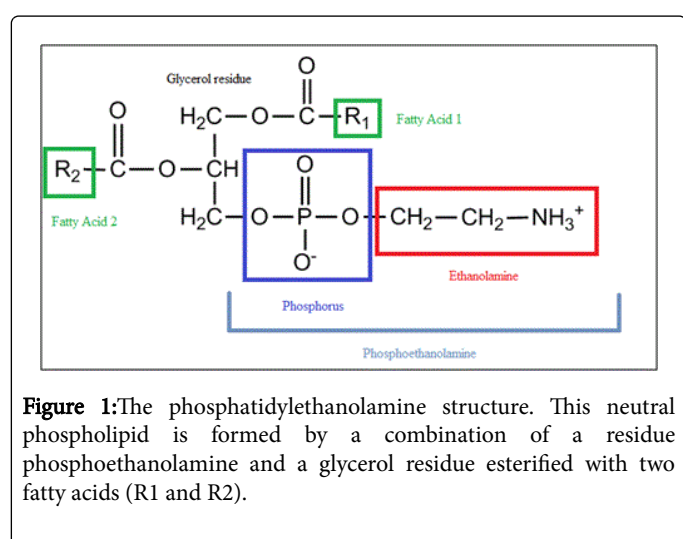 Glycerol residue
O
O
H₂C—O—C—R₁
Fatty Acid 1
R₂—C—O—CH
O
Fatty Acid 2
H₂C—O—P—O—CH₂—CH₂—NH₃⁺
O⁻
Ethanolamine
Phosphorus
Phosphoethanolamine
Figure 1:The phosphatidylethanolamine structure. This neutral
phospholipid is formed by a combination of a residue
phosphoethanolamine and a glycerol residue esterified with two
fatty acids (R1 and R2).